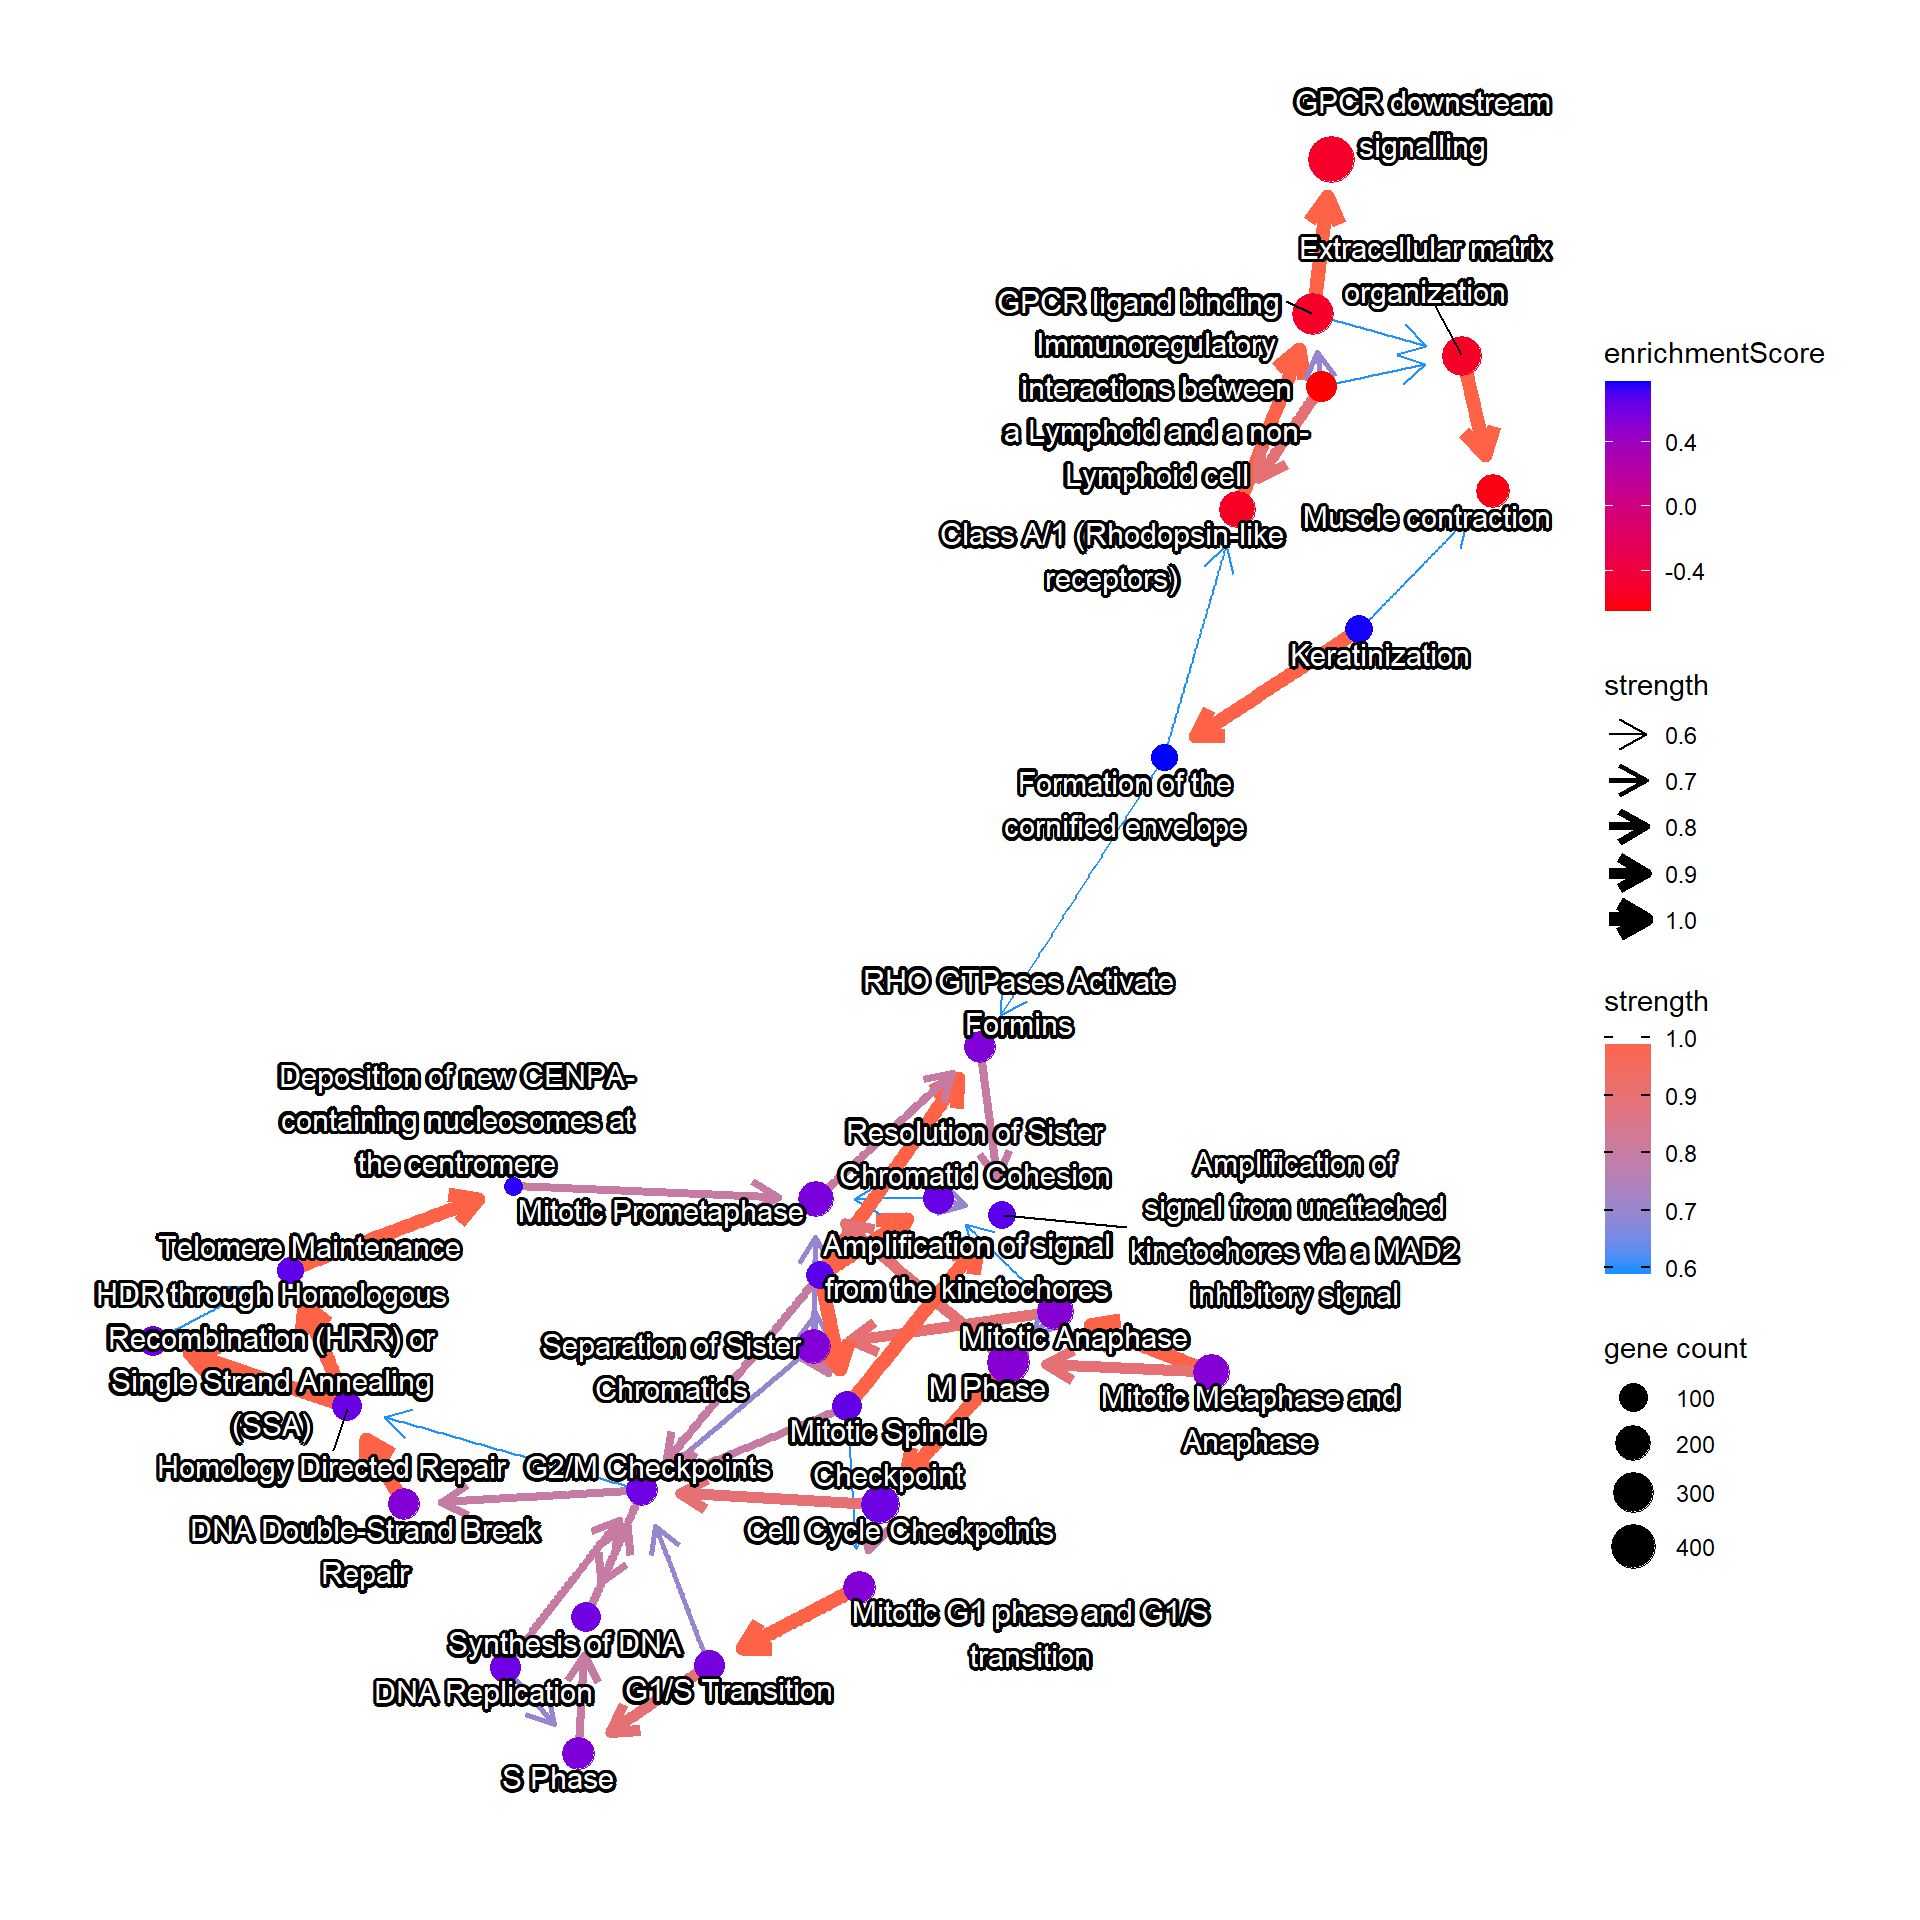 GPCR downstream
signalling
Extracellular matrix
organization
GPCR ligand binding
Immunoregulatory
interactions between
a Lymphoid and a non-
Lymphoid cell
Class A/1 (Rhodopsin-like
receptors)
Muscle contraction
Keratinization
Formation of the
cornified envelope
RHO GTPases Activate
Formins
Deposition of new CENPA-
containing nucleosomes at
the centromere
Resolution of Sister
Chromatid Cohesion
Amplification of
signal from unattached
kinetochores via a MAD2
inhibitory signal
Mitotic Prometaphase
Telomere Maintenance
Amplification of signal
from the kinetochores
HDR through Homologous
Recombination (HRR) or
Single Strand Annealing
(SSA)
Separation of Sister
Chromatids
Mitotic Anaphase
M Phase
Mitotic Metaphase and
Anaphase
Mitotic Spindle
Checkpoint
Homology Directed Repair
G2/M Checkpoints
DNA Double-Strand Break
Repair
Cell Cycle Checkpoints
Mitotic G1 phase and G1/S
transition
Synthesis of DNA
DNA Replication
G1/S Transition
S Phase
enrichmentScore
0.4
0.0
-0.4
strength
0.6
0.7
0.8
0.9
1.0
strength
1.0
0.9
0.8
0.7
0.6
gene count
100
200
300
400